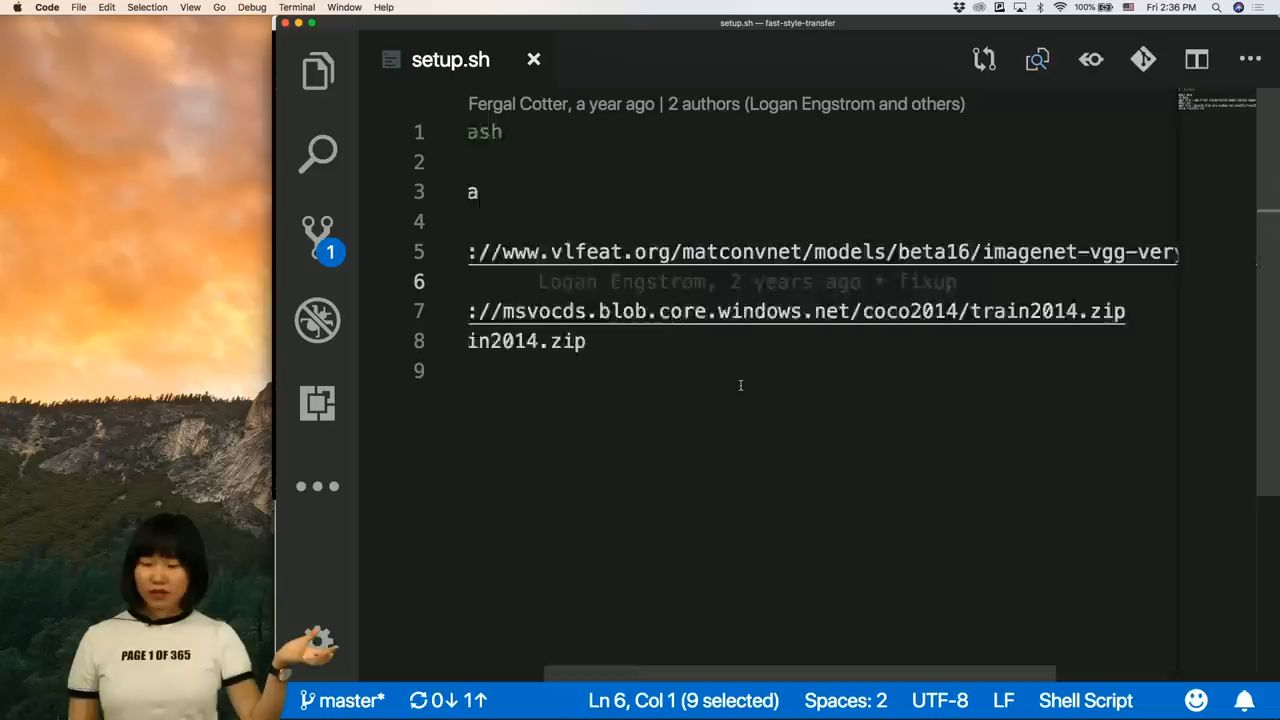 Code File Edit Selection View Go Debug Terminal Window Help 100% Fri 2:36 PM
setup.sh — fast-style-transfer
setup.sh
Fergal Cotter, a year ago | 2 authors (Logan Engstrom and others)
1 ash
2
3 a
4
5 ://www.vlfeat.org/matconvnet/models/beta16/imagenet-vgg-very
6 Logan Engstrom, 2 years ago • fixup
7 ://msvocds.blob.core.windows.net/coco2014/train2014.zip
8 in2014.zip
9
1
PAGE 1 OF 365
master* 0↓ 1↑ Ln 6, Col 1 (9 selected) Spaces: 2 UTF-8 LF Shell Script